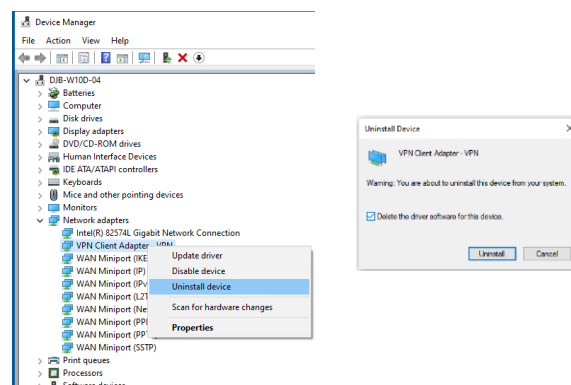 Device Manager
File Action View Help
DJB-W10D-04
Batteries
Computer
Disk drives
Display adapters
DVD/CD-ROM drives
Human Interface Devices
IDE ATA/ATAPI controllers
Keyboards
Mice and other pointing devices
Monitors
Network adapters
Intel(R) 82574L Gigabit Network Connection
VPN Client Adapter - VPN
WAN Miniport (IKE
WAN Miniport (IP)
WAN Miniport (IPv
WAN Miniport (L2T
WAN Miniport (Ne
WAN Miniport (PPI
WAN Miniport (PPT
WAN Miniport (SSTP)
Print queues
Processors
Software devices
Update driver
Disable device
Uninstall device
Scan for hardware changes
Properties
Uninstall Device
VPN Client Adapter - VPN
Warning: You are about to uninstall this device from your system.
Delete the driver software for this device.
Uninstall Cancel